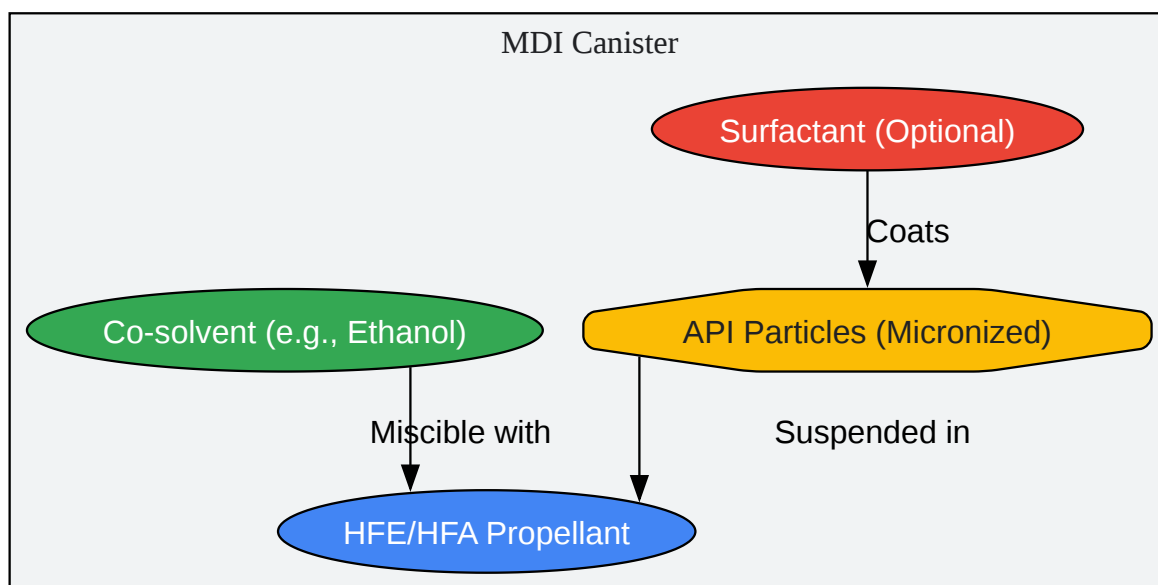 MDI Canister
Surfactant (Optional)
Coats
Co-solvent (e.g., Ethanol)
API Particles (Micronized)
Miscible with
Suspended in
HFE/HFA Propellant